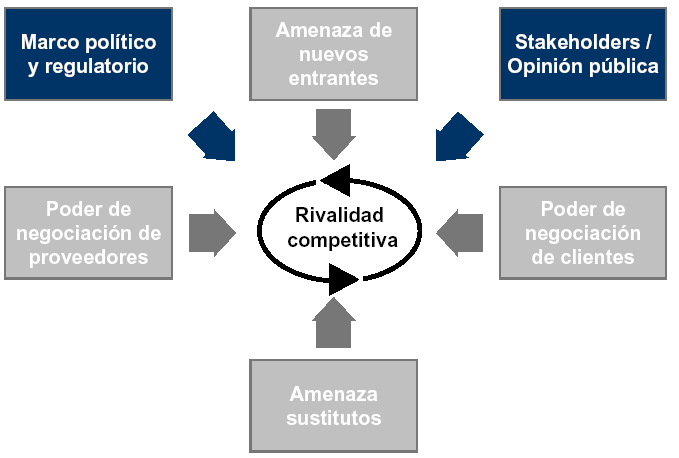 Marco político
y regulatorio
Amenaza de
nuevos
entrantes
Stakeholders /
Opinión pública
Poder de
negociación de
proveedores
Rivalidad
competitiva
Poder de
negociación
de clientes
Amenaza
sustitutos